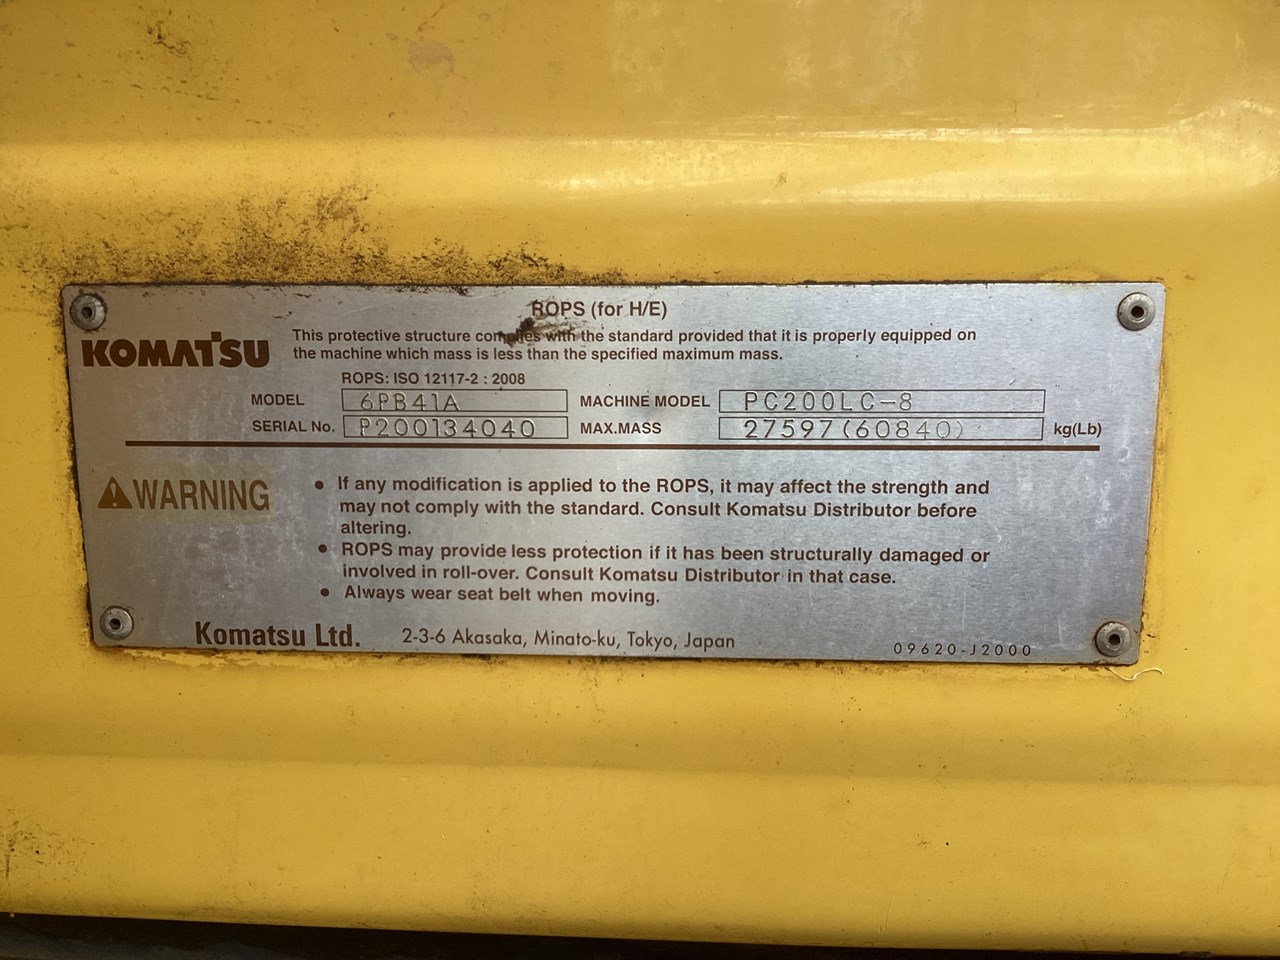 ROPS (for H/E)
KOMATSU
This protective structure complies with the standard provided that it is properly equipped on
the machine which mass is less than the specified maximum mass.
ROPS: ISO 12117-2 : 2008
MODEL 6PB41A MACHINE MODEL PC200LC-8
SERIAL No. P200134040 MAX.MASS 27597(60840) kg(Lb)
WARNING
• If any modification is applied to the ROPS, it may affect the strength and
may not comply with the standard. Consult Komatsu Distributor before
altering.
• ROPS may provide less protection if it has been structurally damaged or
involved in roll-over. Consult Komatsu Distributor in that case.
• Always wear seat belt when moving.
Komatsu Ltd. 2-3-6 Akasaka, Minato-ku, Tokyo, Japan
09620-J2000